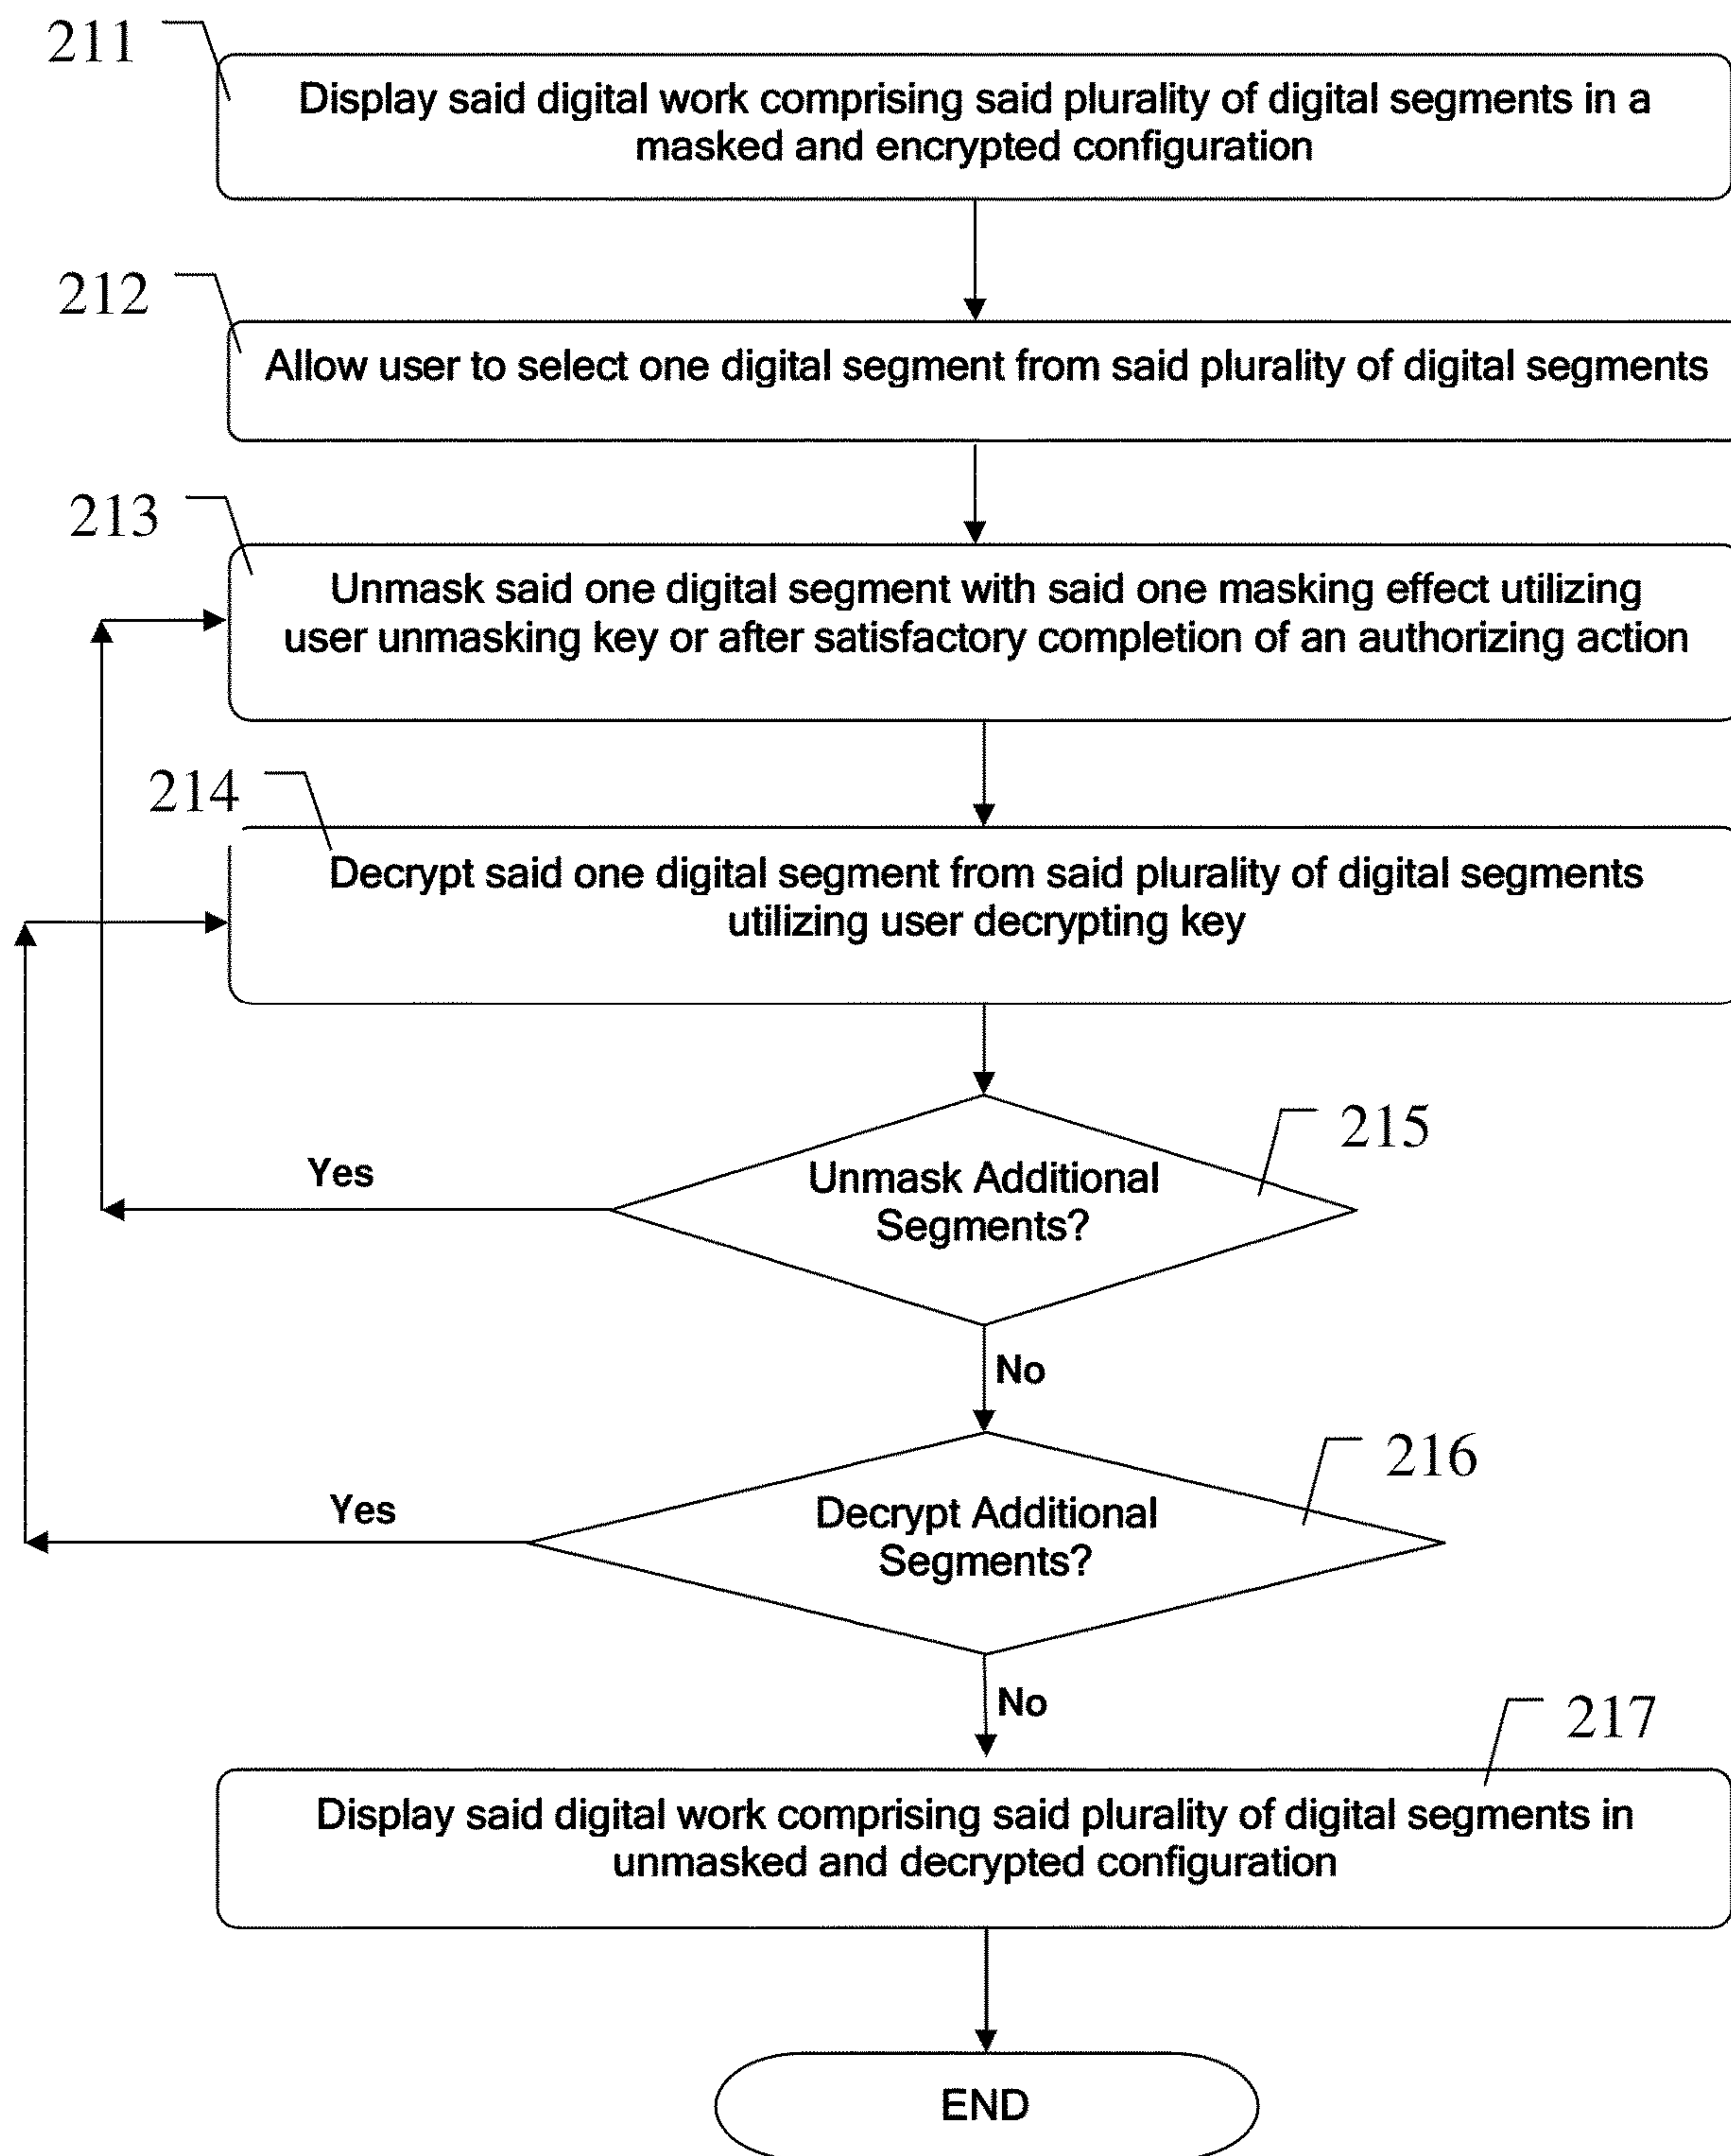 211
Display said digital work comprising said plurality of digital segments in a
masked and encrypted configuration
212
Allow user to select one digital segment from said plurality of digital segments
213
Unmask said one digital segment with said one masking effect utilizing
user unmasking key or after satisfactory completion of an authorizing action
214
Decrypt said one digital segment from said plurality of digital segments
utilizing user decrypting key
215
Yes
Unmask Additional
Segments?
No
216
Yes
Decrypt Additional
Segments?
No
217
Display said digital work comprising said plurality of digital segments in
unmasked and decrypted configuration
END